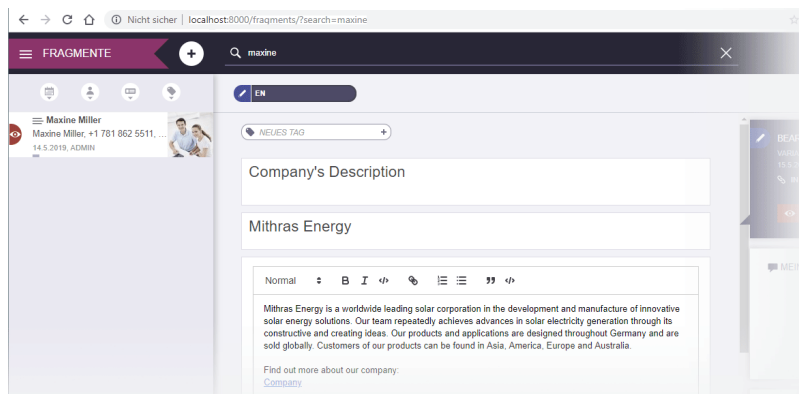 Nicht sicher | localhost:8000/fragments/?search=maxine
FRAGMENTE
maxine
EN
Maxine Miller
Maxine Miller, +1 781 862 5511, ...
14.5.2019, ADMIN
NEUES TAG
Company's Description
Mithras Energy
Normal
Mithras Energy is a worldwide leading solar corporation in the development and manufacture of innovative
solar energy solutions. Our team repeatedly achieves advances in solar electricity generation through its
constructive and creating ideas. Our products and applications are designed throughout Germany and are
sold globally. Customers of our products can be found in Asia, America, Europe and Australia.
Find out more about our company:
Company
BEAR
MEI